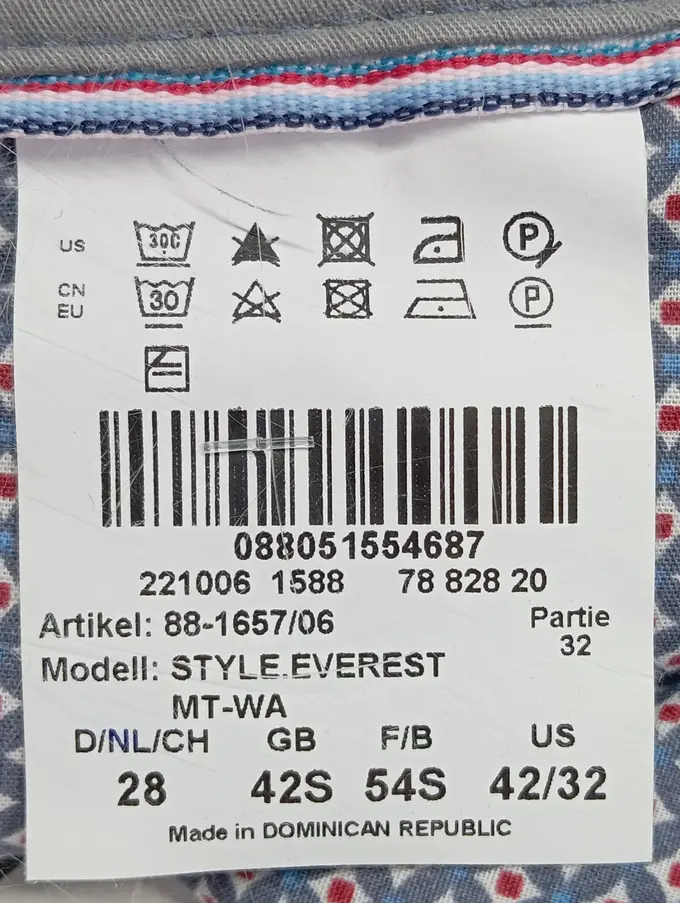 US 30C P
CN
EU 30 P
088051554687
221006 1588 78 828 20
Artikel: 88-1657/06 Partie
32
Modell: STYLE.EVEREST
MT-WA
D/NL/CH GB F/B US
28 42S 54S 42/32
Made in DOMINICAN REPUBLIC